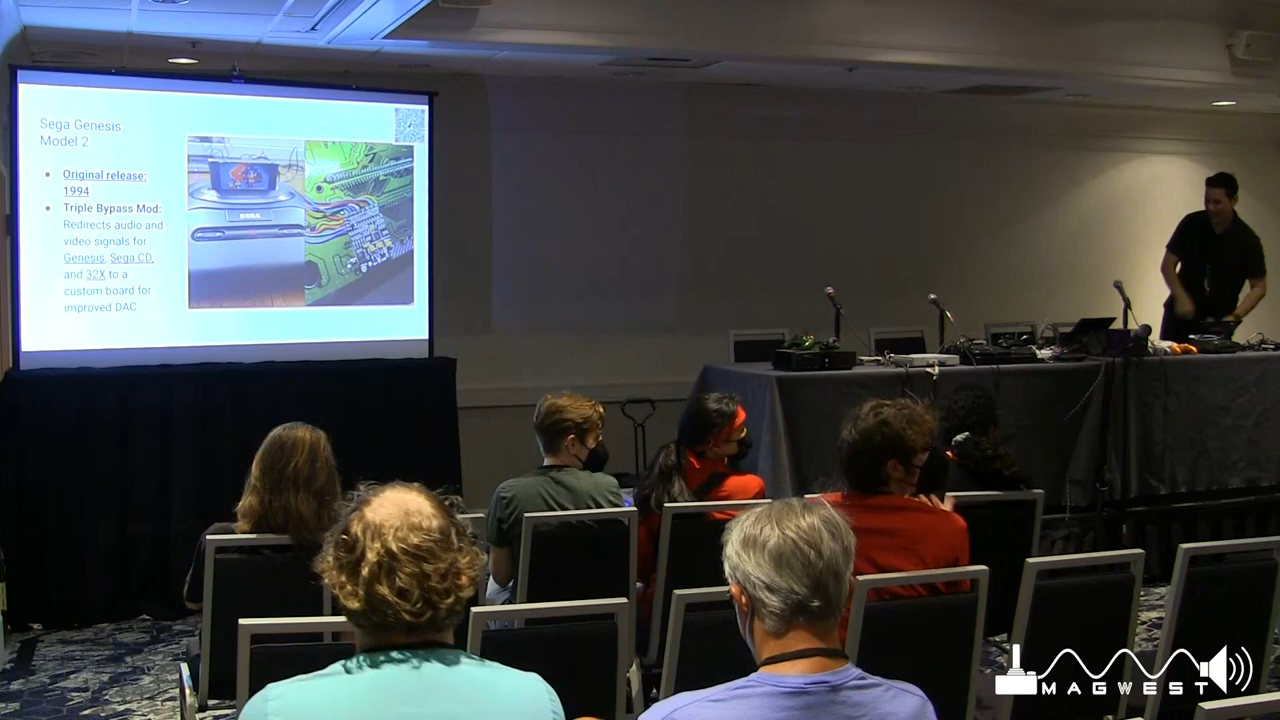 Sega Genesis:
Model 2
Original release:
1994
Triple Bypass Mod:
Redirects audio and
video signals for
Genesis, Sega CD,
and 32X to a
custom board for
improved DAC
SEGA
MAGWEST